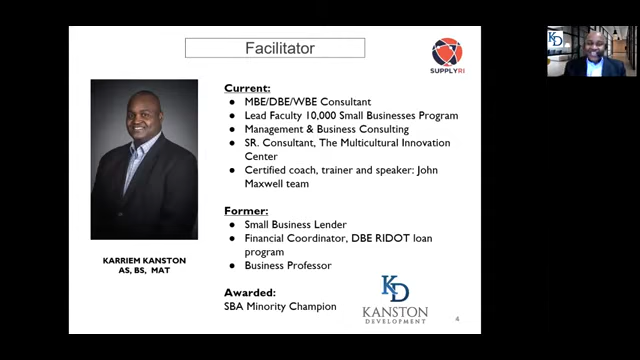 Facilitator
SUPPLYRI
KD
Current:
● MBE/DBE/WBE Consultant
● Lead Faculty 10,000 Small Businesses Program
● Management & Business Consulting
● SR. Consultant, The Multicultural Innovation
Center
● Certified coach, trainer and speaker: John
Maxwell team
Former:
● Small Business Lender
● Financial Coordinator, DBE RIDOT loan
program
● Business Professor
Awarded:
SBA Minority Champion
KARRIEM KANSTON
AS, BS, MAT
KD
KANSTON
DEVELOPMENT
4